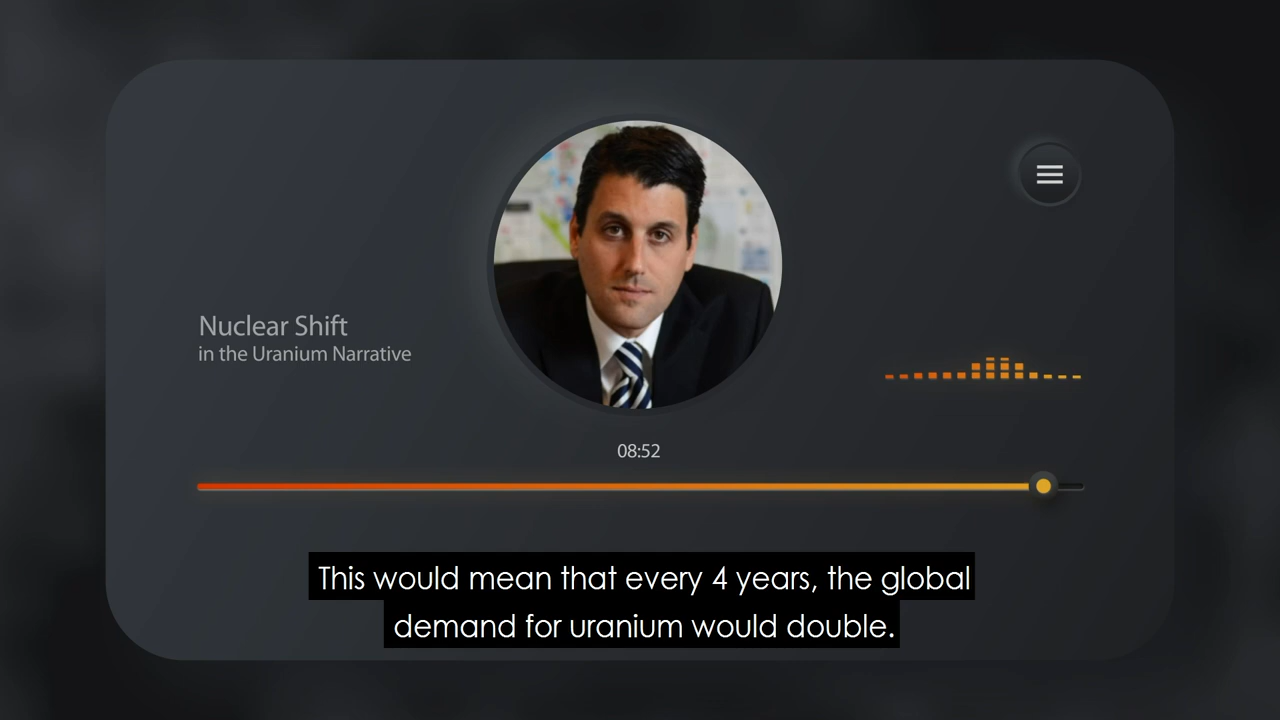 Nuclear Shift
in the Uranium Narrative
08:52
This would mean that every 4 years, the global
demand for uranium would double.